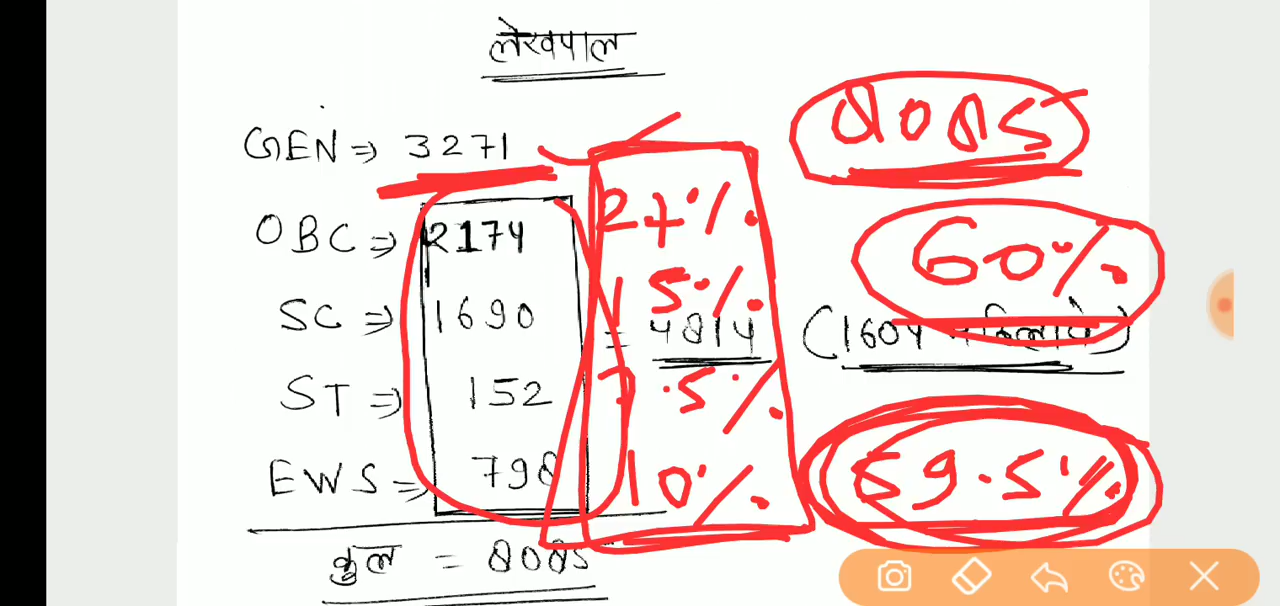 लेखपाल
8085
GEN ⇒ 3271
27%
OBC ⇒ 2174
60%
15%
SC ⇒ 1690
= 4814 (1604
7.5%
ST ⇒ 152
EWS ⇒ 798
10%
59.5%
कुल = 8085